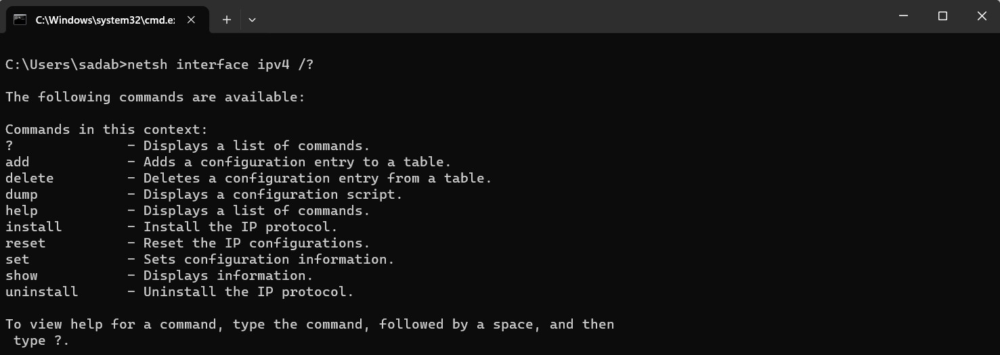 C:\Windows\system32\cmd.e
C:\Users\sadab>netsh interface ipv4 /?
The following commands are available:
Commands in this context:
? - Displays a list of commands.
add - Adds a configuration entry to a table.
delete - Deletes a configuration entry from a table.
dump - Displays a configuration script.
help - Displays a list of commands.
install - Install the IP protocol.
reset - Reset the IP configurations.
set - Sets configuration information.
show - Displays information.
uninstall - Uninstall the IP protocol.
To view help for a command, type the command, followed by a space, and then
type ?.